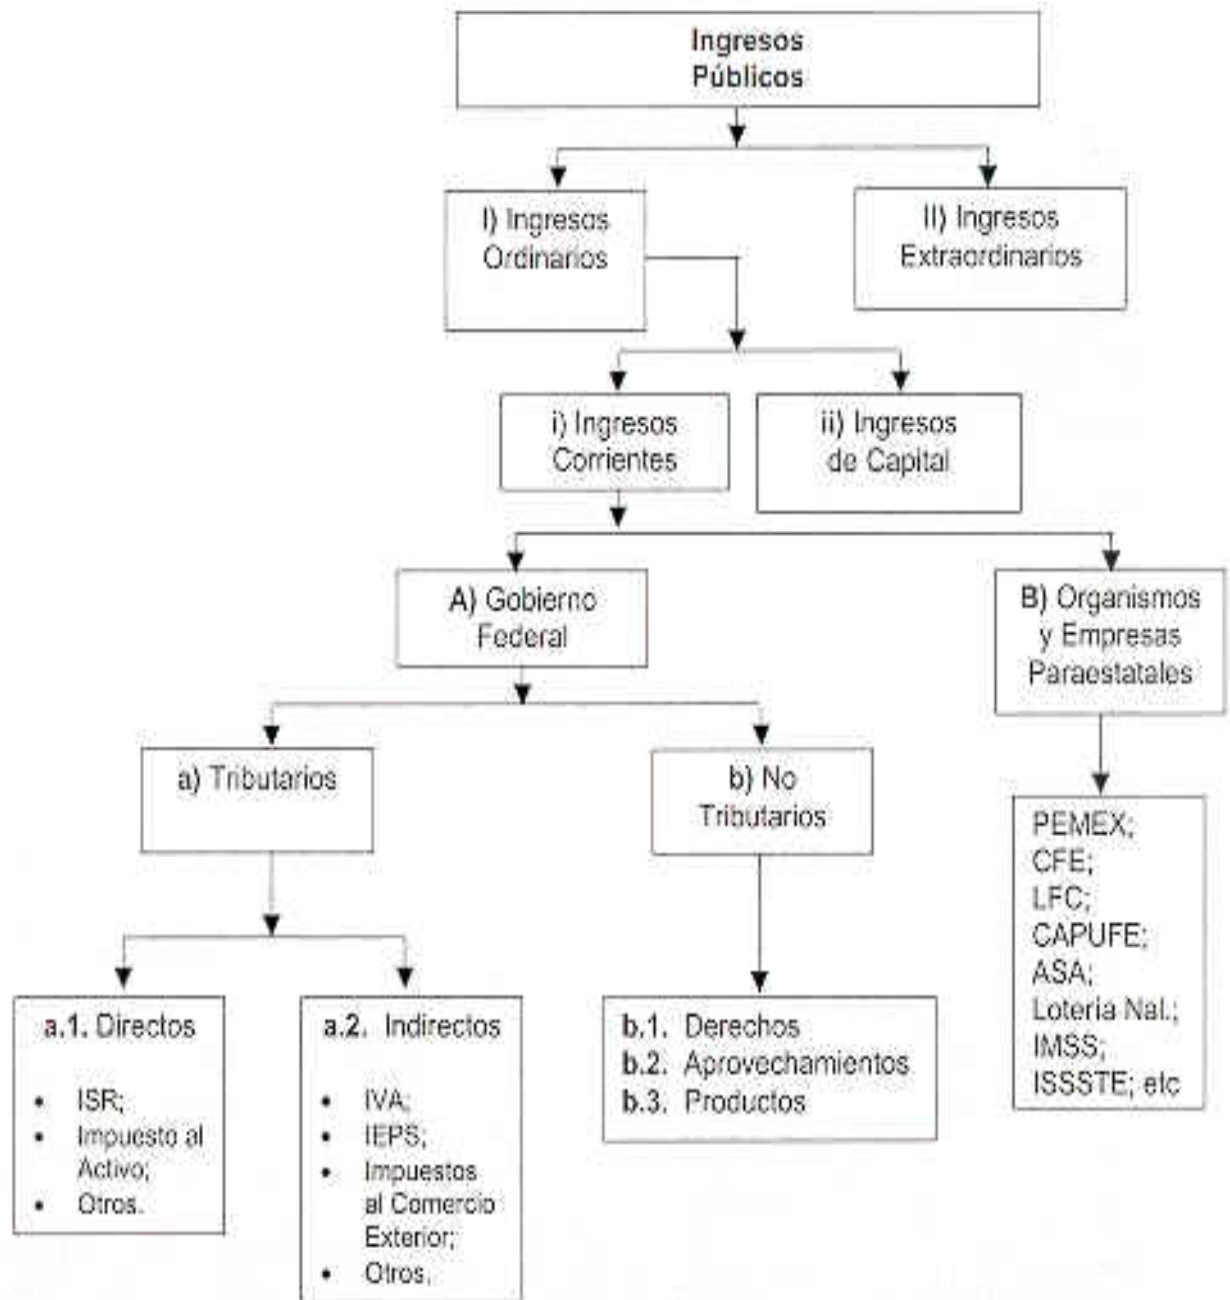 Ingresos
Públicos
I) Ingresos
Ordinarios
II) Ingresos
Extraordinarios
i) Ingresos
Corrientes
ii) Ingresos
de Capital
A) Gobierno
Federal
B) Organismos
y Empresas
Paraestatales
a) Tributarios
b) No
Tributarios
PEMEX;
CFE;
LFC;
CAPUFE;
ASA;
Loteria Nal.;
IMSS;
ISSSTE; etc
a.1. Directos
• ISR;
• Impuesto al
Activo;
• Otros.
a.2. Indirectos
• IVA;
• IEPS;
• Impuestos
al Comercio
Exterior;
• Otros.
b.1. Derechos
b.2. Aprovechamientos
b.3. Productos